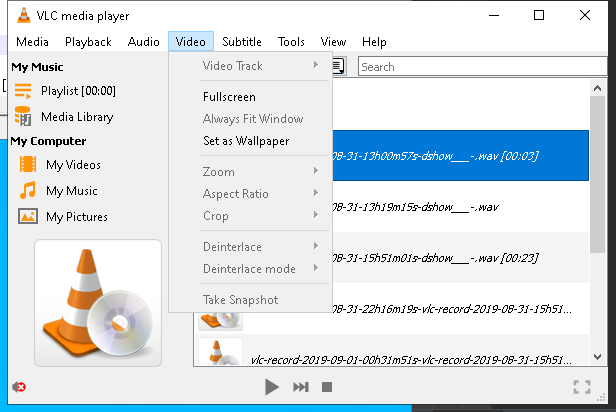 VLC media player
Media Playback Audio Video Subtitle Tools View Help
My Music
Playlist [00:00]
Media Library
My Computer
My Videos
My Music
My Pictures
Video Track
Fullscreen
Always Fit Window
Set as Wallpaper
Zoom
Aspect Ratio
Crop
Deinterlace
Deinterlace mode
Take Snapshot
Search
08-31-13h00m57s-dshow___-,wav [00:03]
08-31-13h19m15s-dshow___-,wav
08-31-15h51m01s-dshow___-,wav [00:23]
08-31-22h16m19s-vlc-record-2019-08-31-15h51...
vlc-record-2019-09-01-00h31m51s-vlc-record-2019-08-31-15h51...